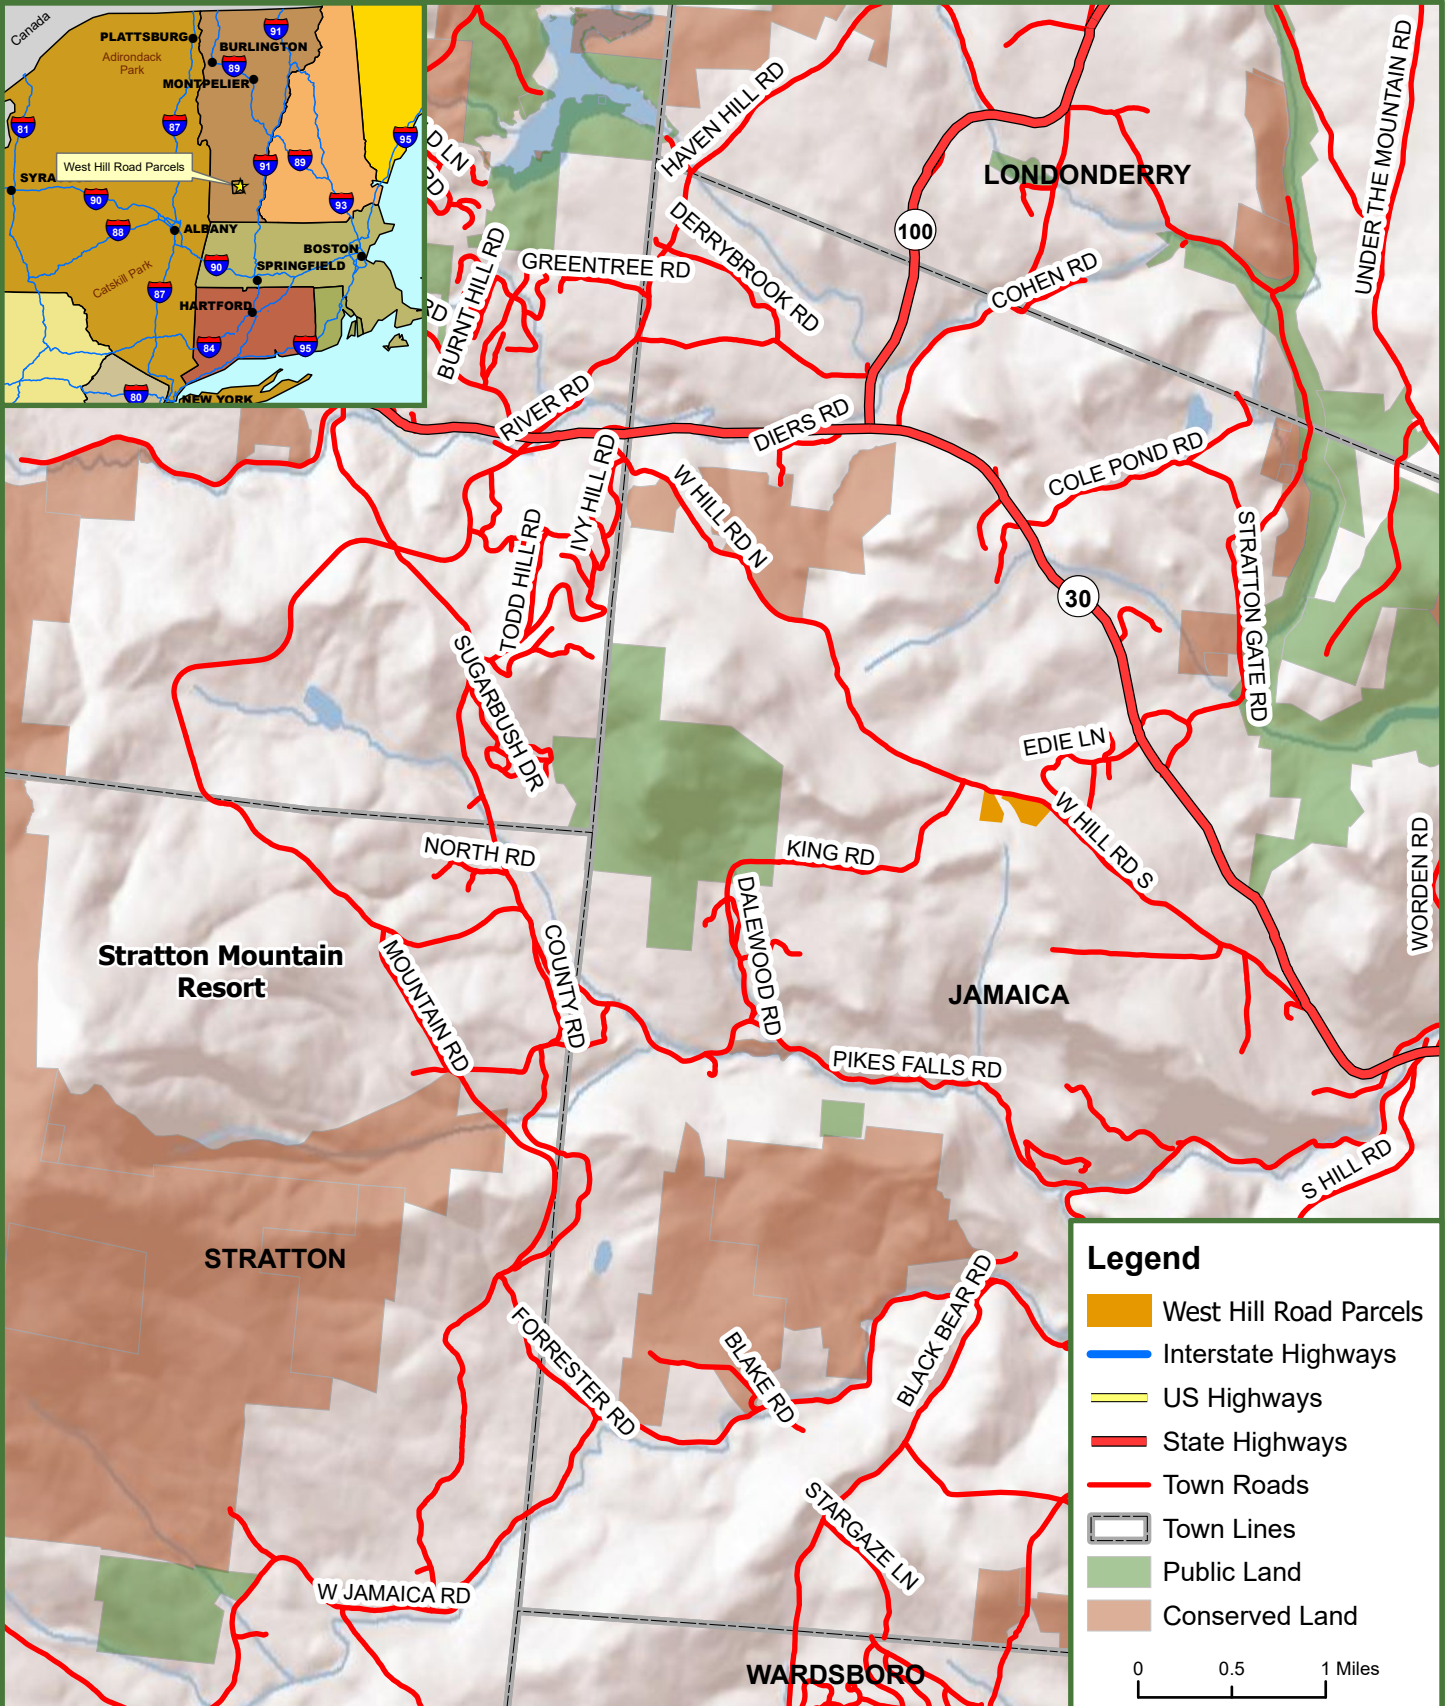 Canada
PLATTSBURG
Adirondack
Park
BURLINGTON
MONTPELIER
91
89
81
87
95
91
89
West Hill Road Parcels
SYRA
90
93
88
ALBANY
BOSTON
90
SPRINGFIELD
Catskill Park
87
HARTFORD
84
95
80
NEW YORK
D LN
RD
RD
HAVEN HILL RD
UNDER THE MOUNTAIN RD
LONDONDERRY
DERRYBROOK RD
100
BURNT HILL RD
GREENTREE RD
COHEN RD
RIVER RD
DIERS RD
IVY HILL RD
W HILL RD N
COLE POND RD
TODD HILL RD
STRATTON GATE RD
30
SUGARBUSH DR
EDIE LN
W HILL RD S
NORTH RD
KING RD
WORDEN RD
DALEWOOD RD
Stratton Mountain
Resort
MOUNTAIN RD
COUNTY RD
JAMAICA
PIKES FALLS RD
S HILL RD
STRATTON
FORRESTER RD
BLAKE RD
BLACK BEAR RD
STARGAZE LN
W JAMAICA RD
WARDSBORO
Legend
West Hill Road Parcels
Interstate Highways
US Highways
State Highways
Town Roads
Town Lines
Public Land
Conserved Land
0 0.5 1 Miles